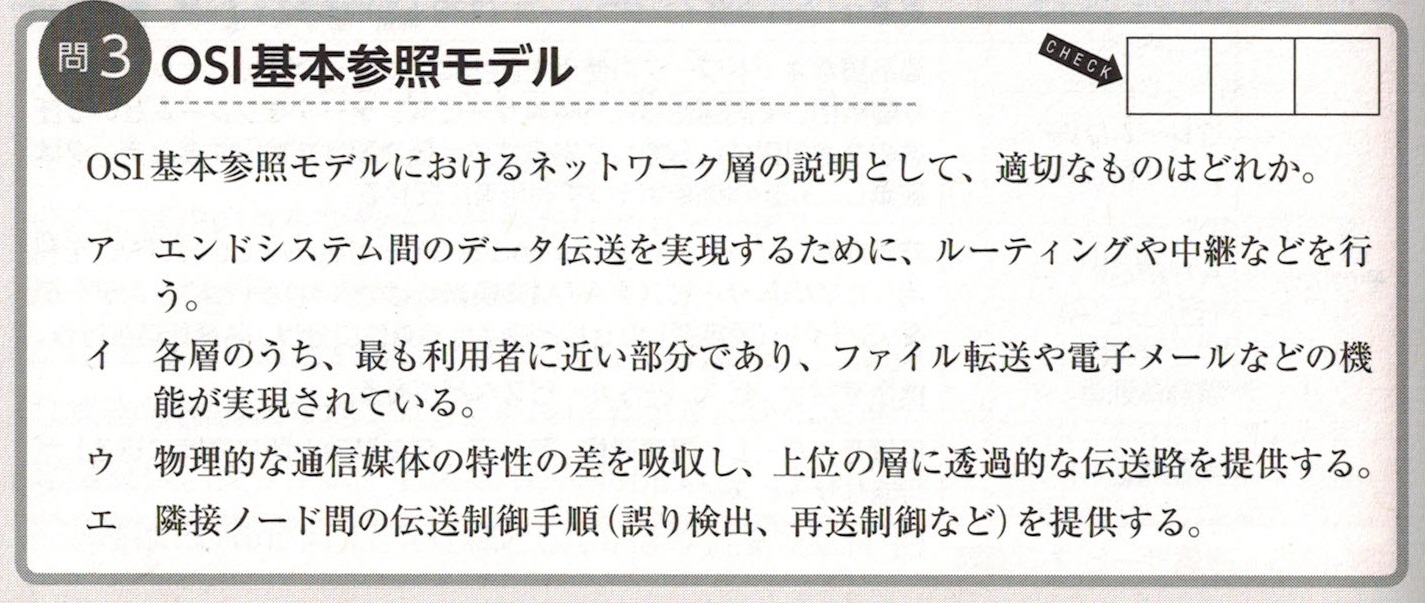 問3 OSI基本参照モデル
CHECK
OSI基本参照モデルにおけるネットワーク層の説明として、適切なものはどれか。
ア エンドシステム間のデータ伝送を実現するために、ルーティングや中継などを行
う。
イ 各層のうち、最も利用者に近い部分であり、ファイル転送や電子メールなどの機
能が実現されている。
ウ 物理的な通信媒体の特性の差を吸収し、上位の層に透過的な伝送路を提供する。
エ 隣接ノード間の伝送制御手順(誤り検出、再送制御など)を提供する。